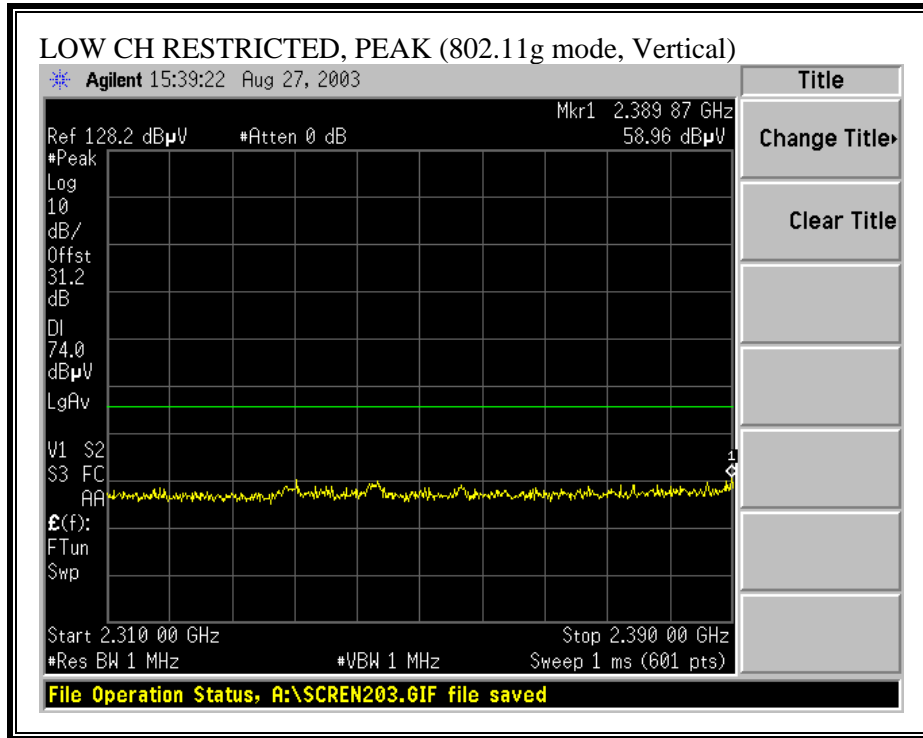 LOW CH RESTRICTED, PEAK (802.11g mode, Vertical)
Agilent 15:39:22 Aug 27, 2003
Title
Mkr1 2.389 87 GHz
Ref 128.2 dBµV #Atten 0 dB 58.96 dBµV
Change Title
#Peak
Log
10
dB/
Clear Title
Offst
31.2
dB
DI
74.0
dBµV
LgAv
V1 S2
1
S3 FC
AA
£(f):
FTun
Swp
Start 2.310 00 GHz Stop 2.390 00 GHz
#Res BW 1 MHz #VBW 1 MHz Sweep 1 ms (601 pts)
File Operation Status, A:\SCREN203.GIF file saved